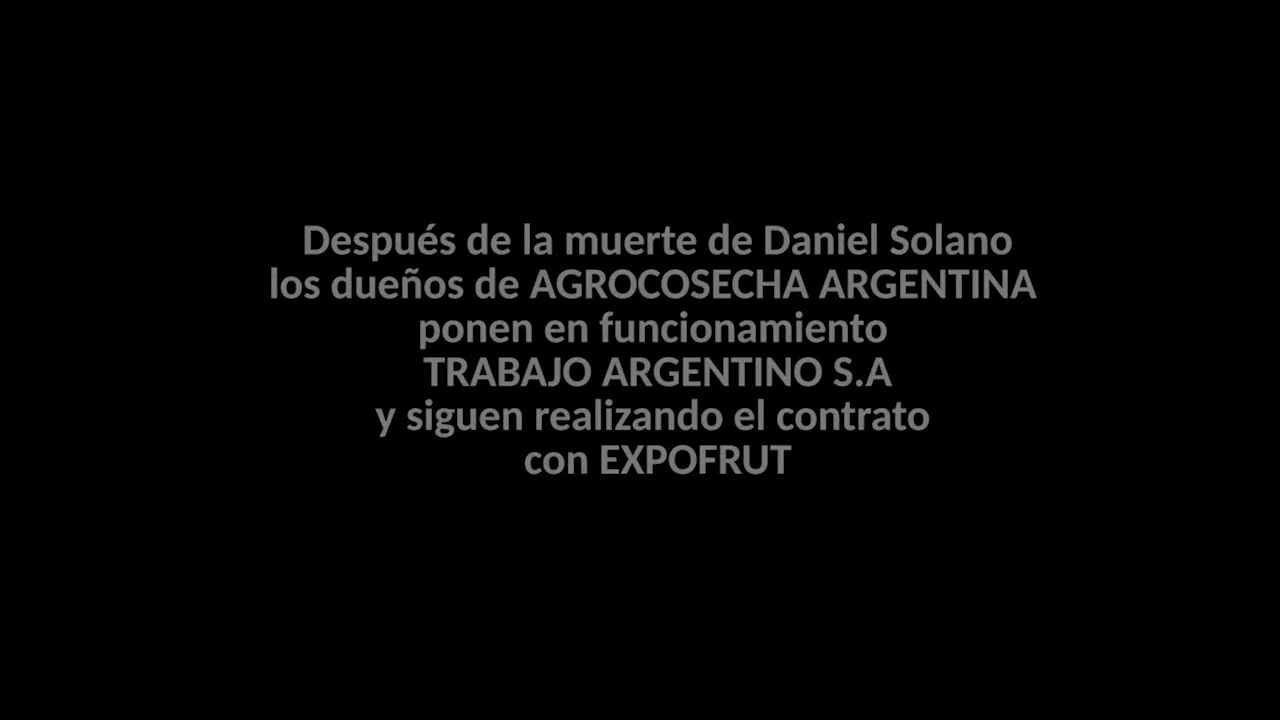 Después de la muerte de Daniel Solano
los dueños de AGROCOSECHA ARGENTINA
ponen en funcionamiento
TRABAJO ARGENTINO S.A
y siguen realizando el contrato
con EXPOFRUT